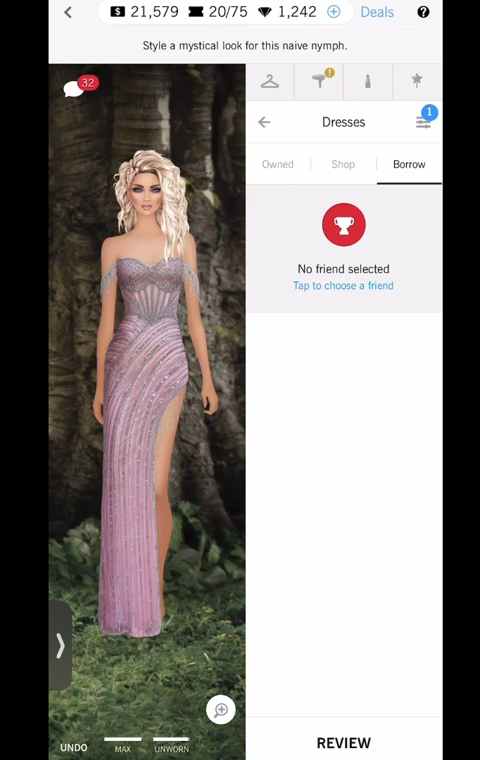 $ 21,579 20/75 1,242 Deals ?
Style a mystical look for this naive nymph.
32
!
1
Dresses
Owned Shop Borrow
No friend selected
Tap to choose a friend
UNDO MAX UNWORN
REVIEW